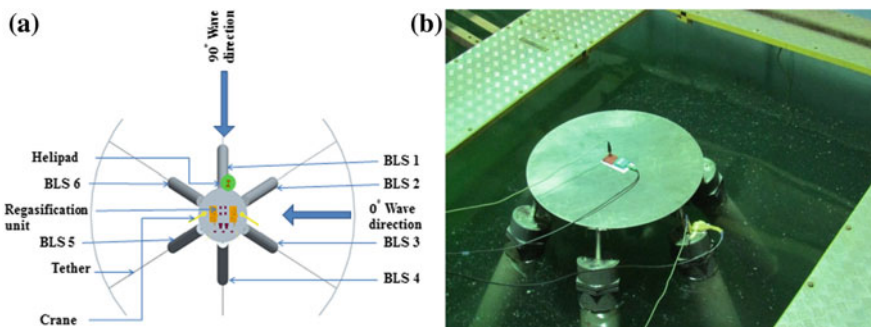 (a)
90° Wave
direction
Helipad
BLS 6
Regasification
unit
BLS 5
Tether
Crane
BLS 1
BLS 2
0° Wave
direction
BLS 3
BLS 4
(b)